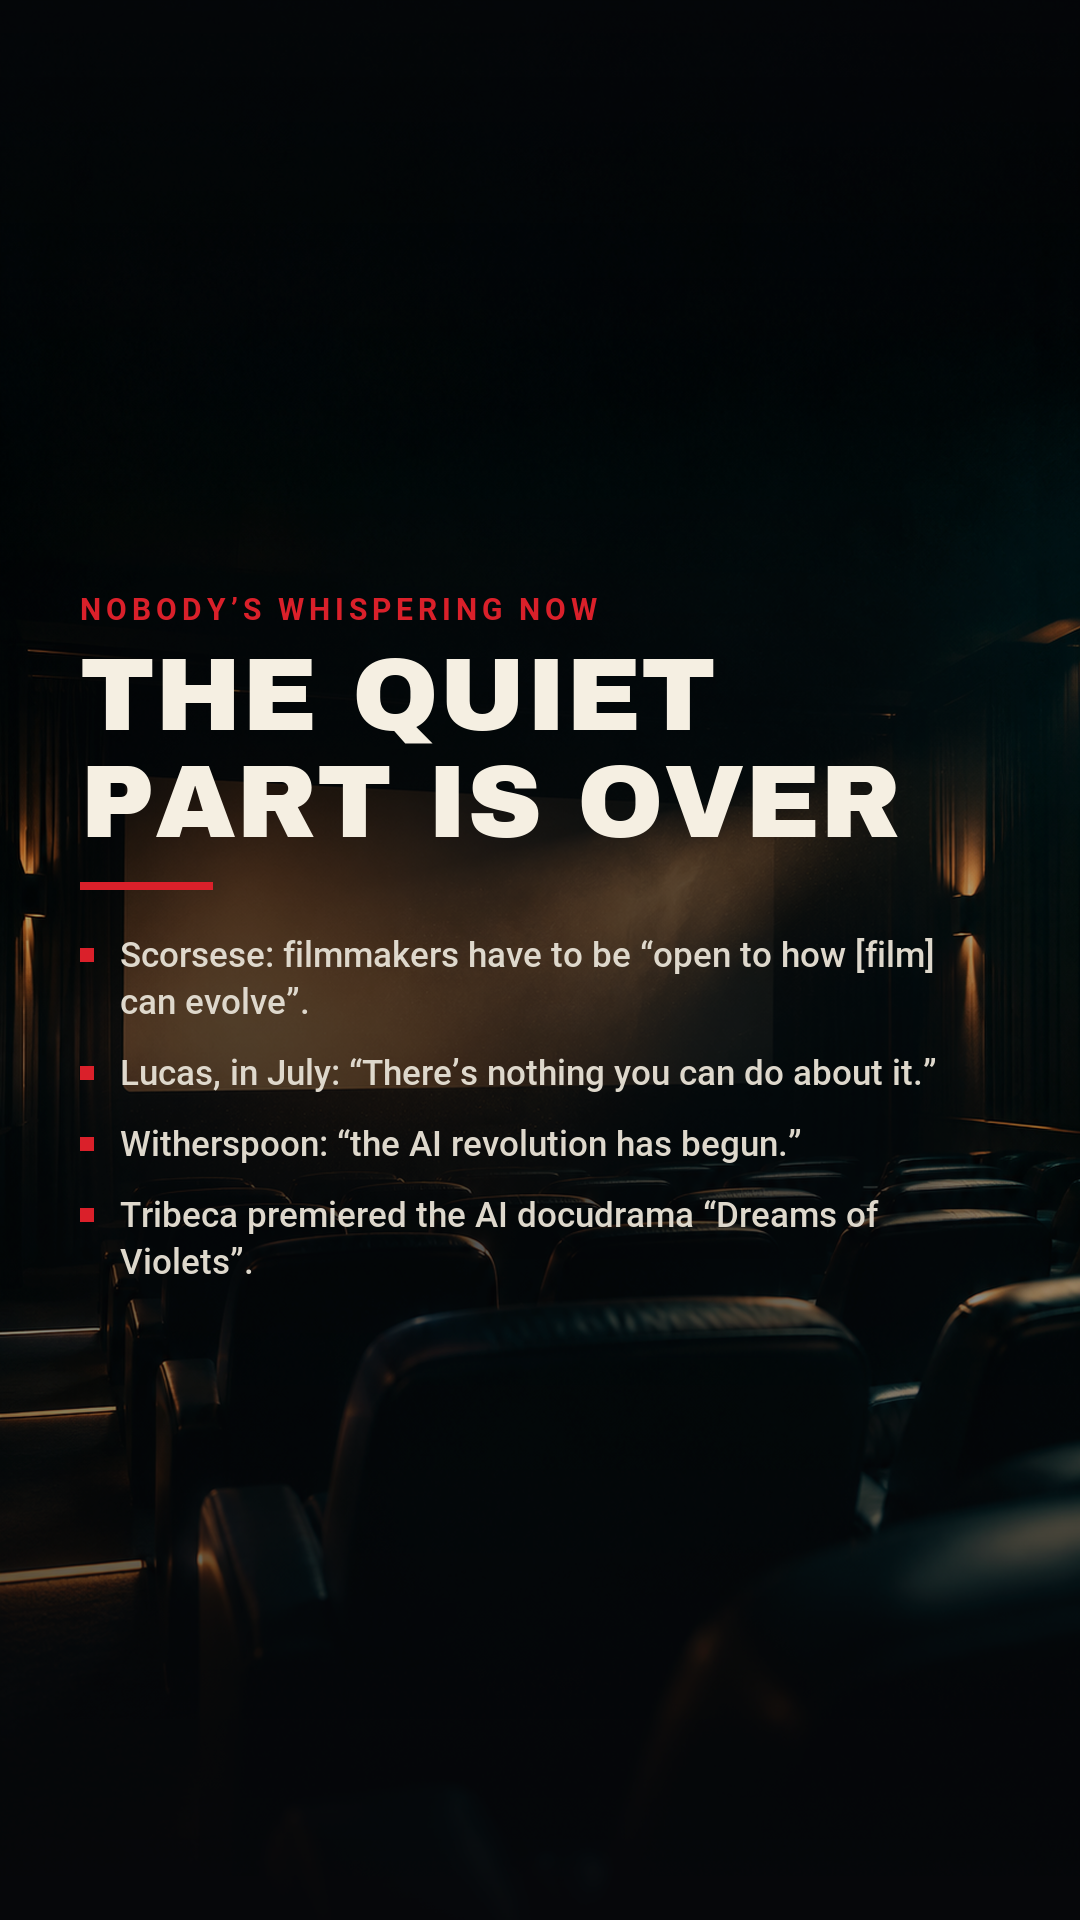 NOBODY’S WHISPERING NOW
THE QUIET
PART IS OVER
Scorsese: filmmakers have to be “open to how [film]
can evolve”.
Lucas, in July: “There’s nothing you can do about it.”
Witherspoon: “the AI revolution has begun.”
Tribeca premiered the AI docudrama “Dreams of
Violets”.